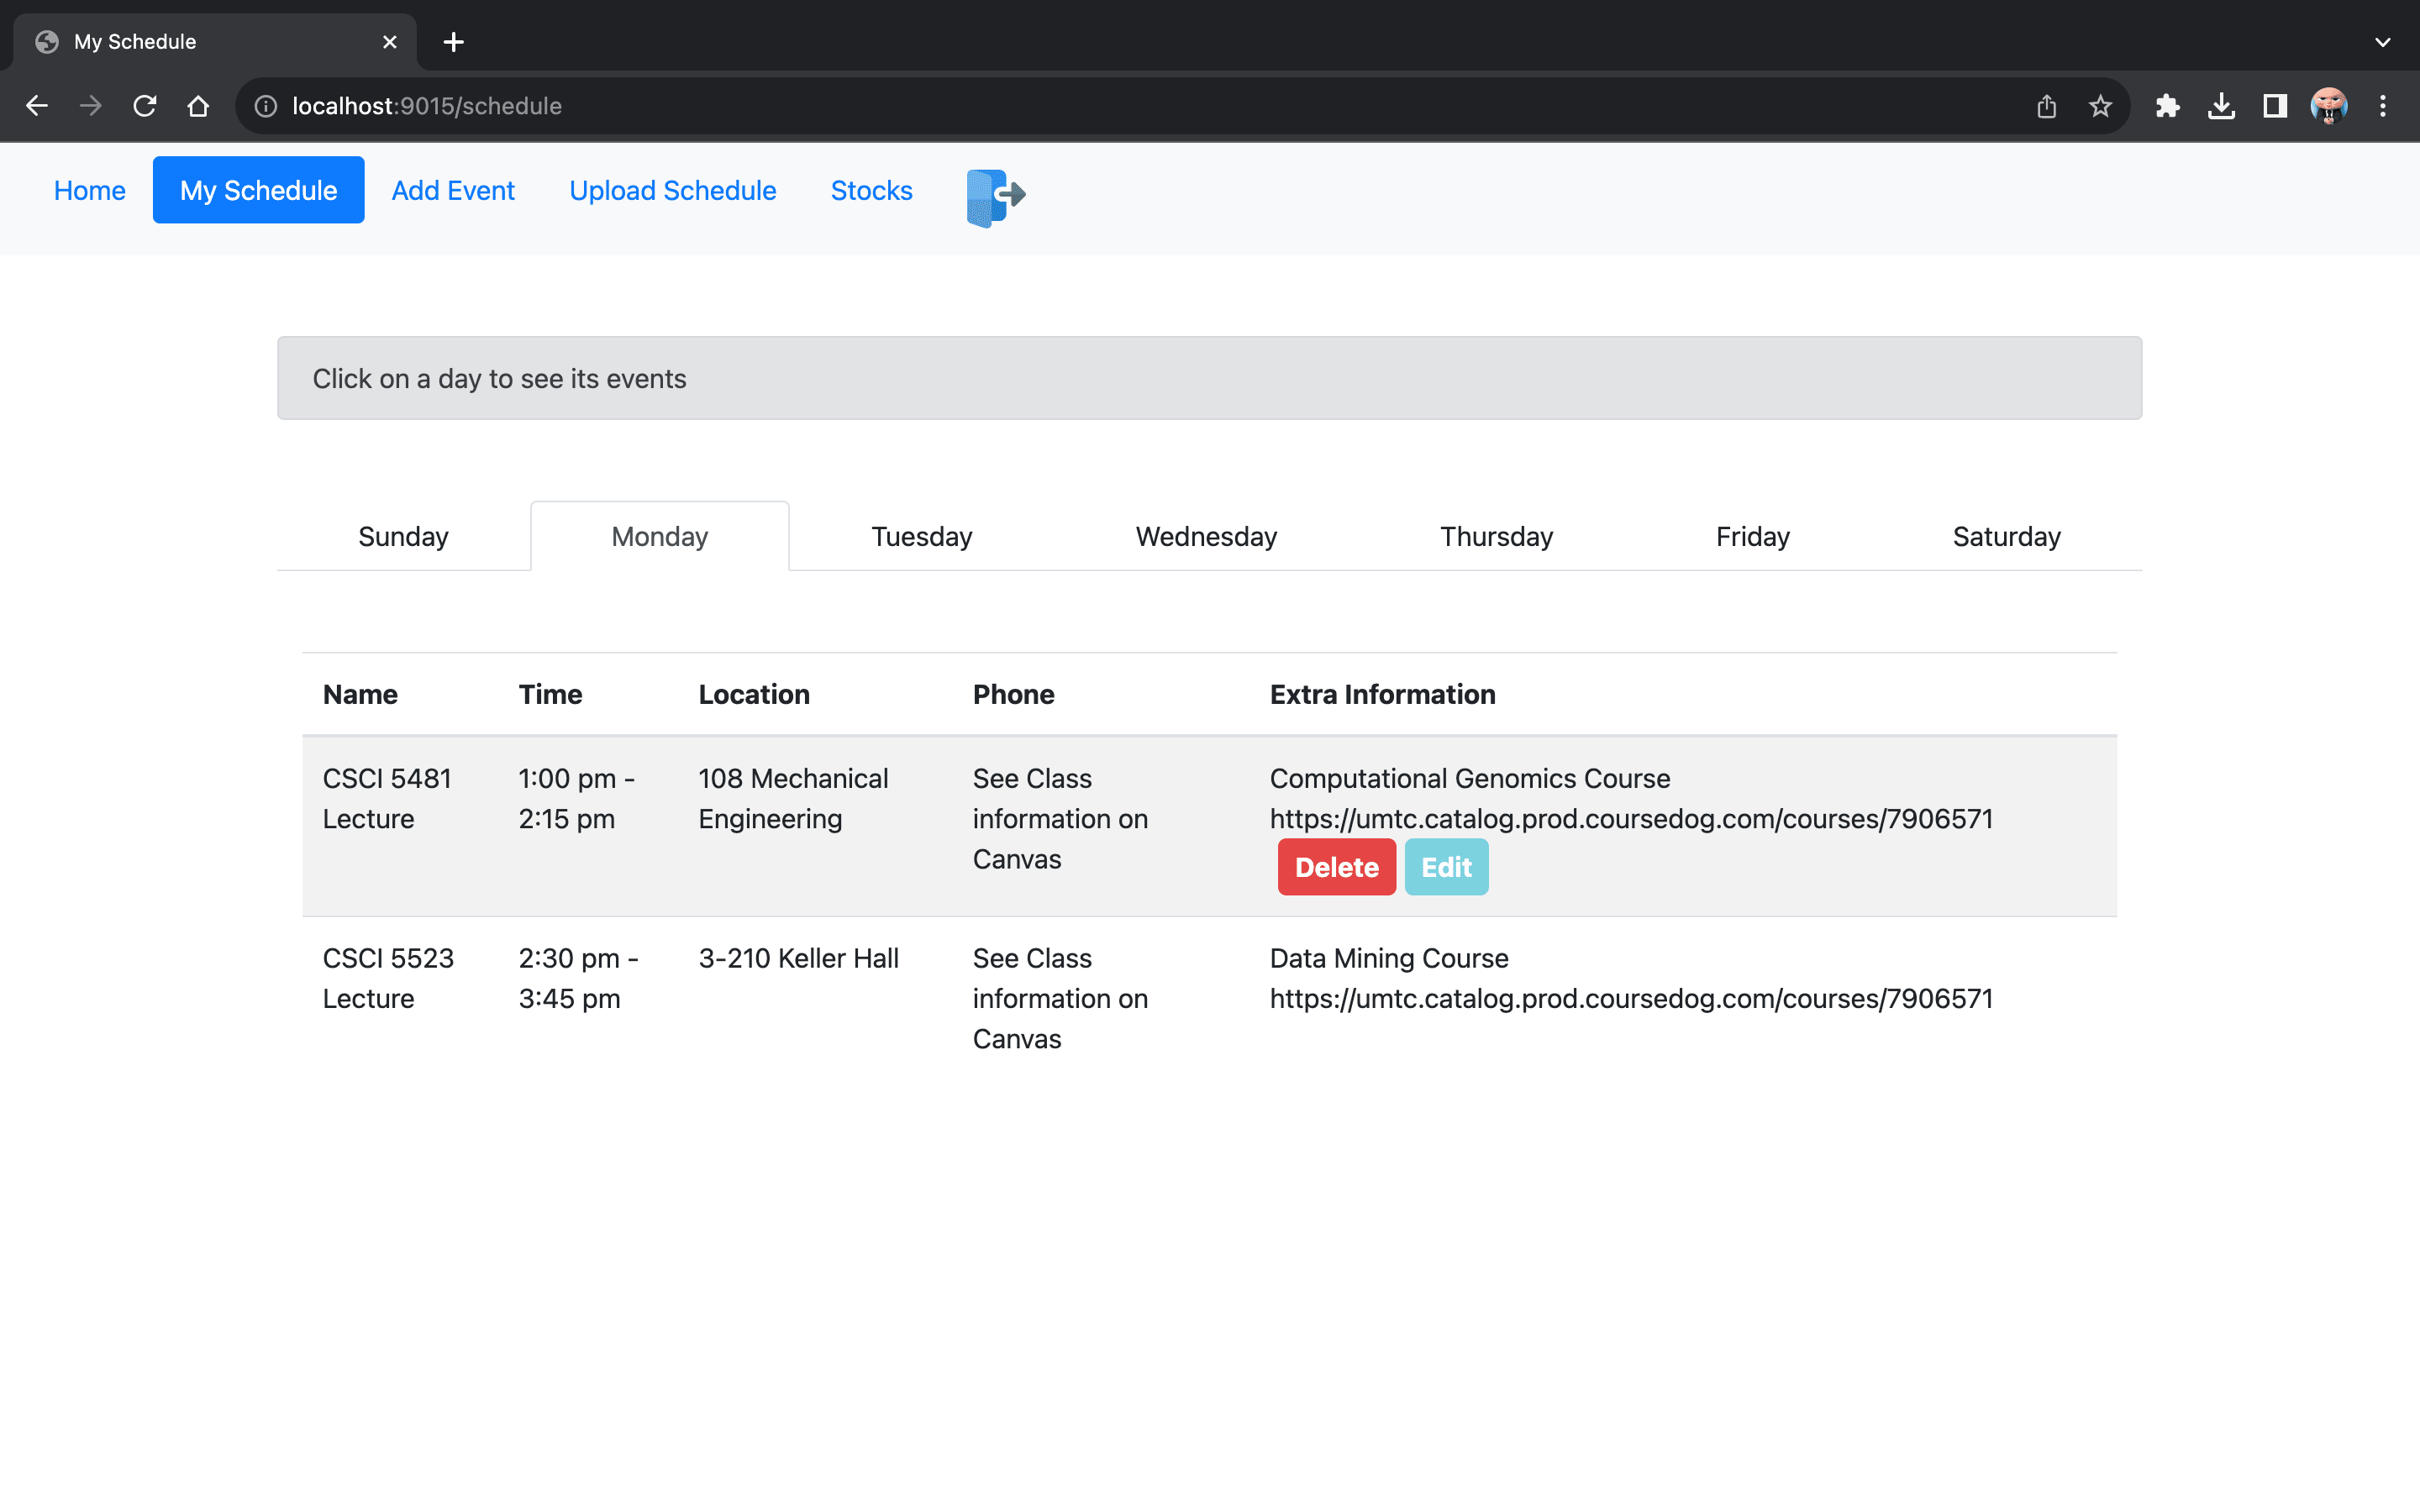 My Schedule
localhost:9015/schedule
Home My Schedule Add Event Upload Schedule Stocks
Click on a day to see its events
Sunday Monday Tuesday Wednesday Thursday Friday Saturday
Name Time Location Phone Extra Information
CSCI 5481 1:00 pm - 108 Mechanical See Class Computational Genomics Course
Lecture 2:15 pm Engineering information on https://umtc.catalog.prod.coursedog.com/courses/7906571
Canvas Delete Edit
CSCI 5523 2:30 pm - 3-210 Keller Hall See Class Data Mining Course
Lecture 3:45 pm information on https://umtc.catalog.prod.coursedog.com/courses/7906571
Canvas